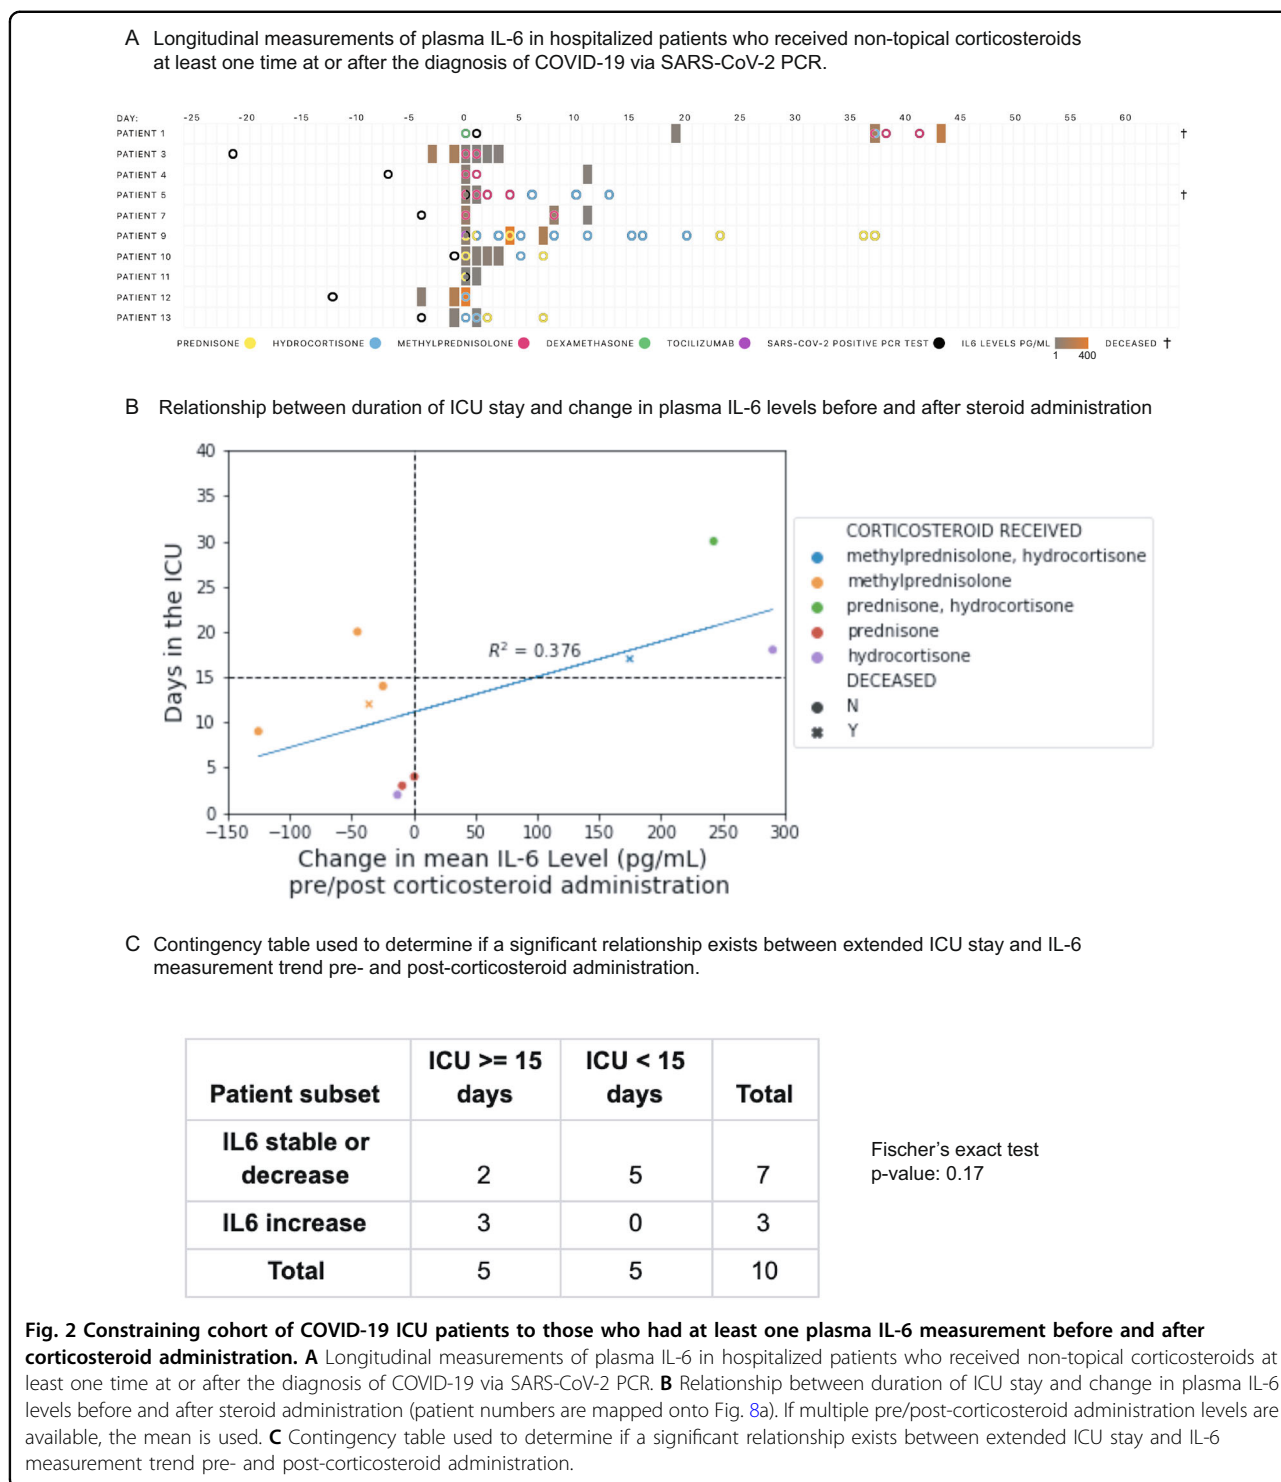 A Longitudinal measurements of plasma IL-6 in hospitalized patients who received non-topical corticosteroids
at least one time at or after the diagnosis of COVID-19 via SARS-CoV-2 PCR.
DAY: -25 -20 -15 -10 -5 0 5 10 15 20 25 30 35 40 45 50 55 60
PATIENT 1 †
PATIENT 3
PATIENT 4
PATIENT 5 †
PATIENT 7
PATIENT 9
PATIENT 10
PATIENT 11
PATIENT 12
PATIENT 13
PREDNISONE HYDROCORTISONE METHYLPREDNISOLONE DEXAMETHASONE TOCILIZUMAB SARS-COV-2 POSITIVE PCR TEST IL6 LEVELS PG/ML DECEASED †
1 400
B Relationship between duration of ICU stay and change in plasma IL-6 levels before and after steroid administration
40
35
30
25
20
15
10
5
0
Days in the ICU
R² = 0.376
−150 −100 −50 0 50 100 150 200 250 300
Change in mean IL-6 Level (pg/mL)
pre/post corticosteroid administration
CORTICOSTEROID RECEIVED
methylprednisolone, hydrocortisone
methylprednisolone
prednisone, hydrocortisone
prednisone
hydrocortisone
DECEASED
N
Y
C Contingency table used to determine if a significant relationship exists between extended ICU stay and IL-6
measurement trend pre- and post-corticosteroid administration.
Patient subset ICU >= 15 days ICU < 15 days Total
IL6 stable or decrease 2 5 7
IL6 increase 3 0 3
Total 5 5 10
Fischer's exact test
p-value: 0.17
Fig. 2 Constraining cohort of COVID-19 ICU patients to those who had at least one plasma IL-6 measurement before and after
corticosteroid administration. A Longitudinal measurements of plasma IL-6 in hospitalized patients who received non-topical corticosteroids at
least one time at or after the diagnosis of COVID-19 via SARS-CoV-2 PCR. B Relationship between duration of ICU stay and change in plasma IL-6
levels before and after steroid administration (patient numbers are mapped onto Fig. 8a). If multiple pre/post-corticosteroid administration levels are
available, the mean is used. C Contingency table used to determine if a significant relationship exists between extended ICU stay and IL-6
measurement trend pre- and post-corticosteroid administration.